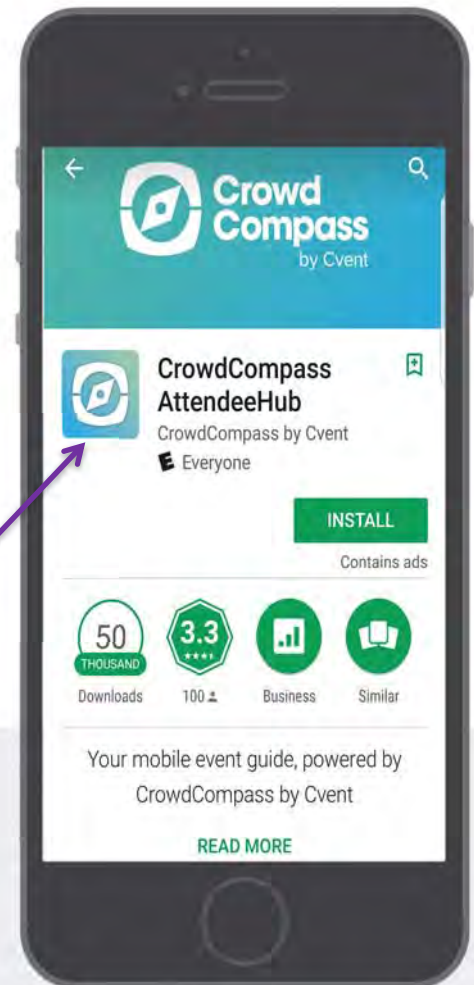 Crowd
Compass
by Cvent
CrowdCompass
AttendeeHub
CrowdCompass by Cvent
E Everyone
INSTALL
Contains ads
50
THOUSAND
3.3
Downloads
100
Business
Similar
Your mobile event guide, powered by
CrowdCompass by Cvent
READ MORE